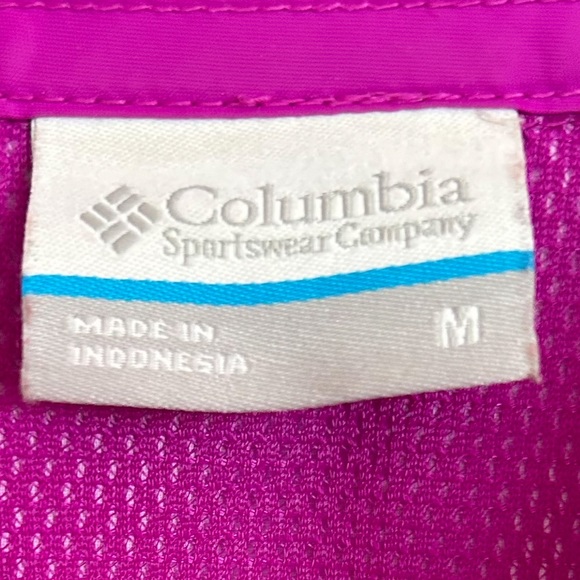 Columbia
Sportswear Company
MADE IN
INDONESIA
M